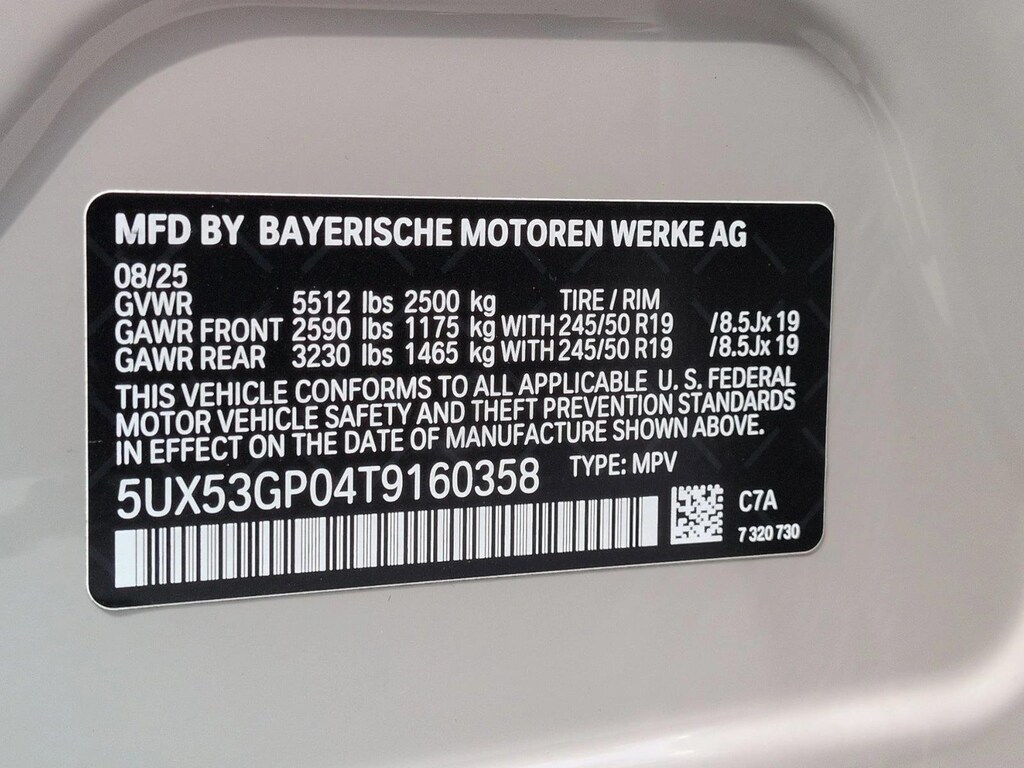 MFD BY BAYERISCHE MOTOREN WERKE AG
08/25
GVWR 5512 lbs 2500 kg TIRE / RIM
GAWR FRONT 2590 lbs 1175 kg WITH 245/50 R19 /8.5Jx 19
GAWR REAR 3230 lbs 1465 kg WITH 245/50 R19 /8.5Jx 19
THIS VEHICLE CONFORMS TO ALL APPLICABLE U. S. FEDERAL
MOTOR VEHICLE SAFETY AND THEFT PREVENTION STANDARDS
IN EFFECT ON THE DATE OF MANUFACTURE SHOWN ABOVE.
5UX53GP04T9160358 TYPE: MPV
C7A
7 320 730